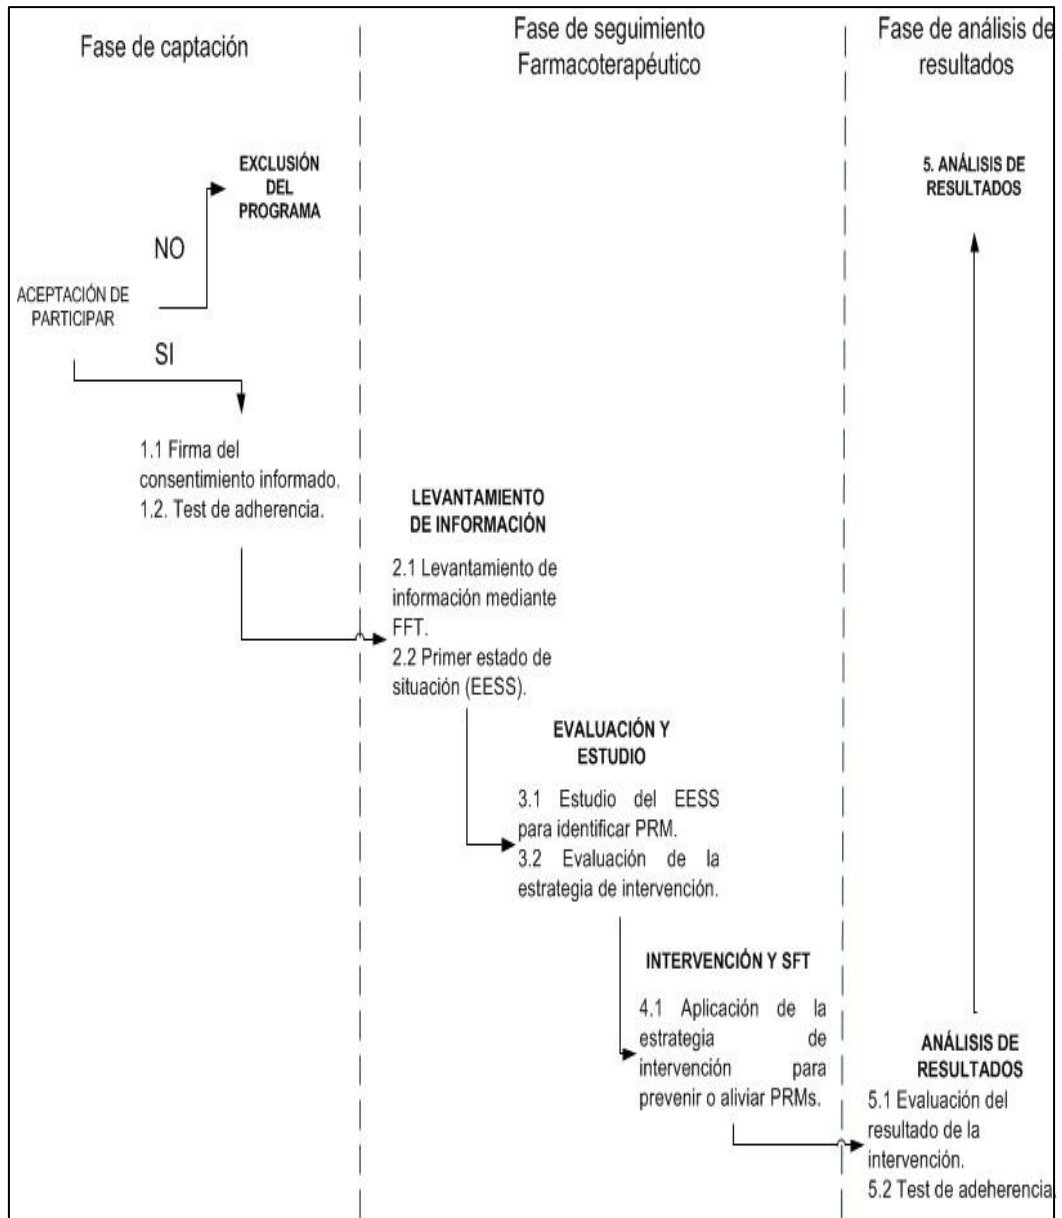 Fase de captación
Fase de seguimiento
Farmacoterapéutico
Fase de análisis de
resultados
EXCLUSIÓN
DEL
PROGRAMA
NO
ACEPTACIÓN DE
PARTICIPAR
SI
1.1 Firma del
consentimiento informado.
1.2. Test de adherencia.
LEVANTAMIENTO
DE INFORMACIÓN
2.1 Levantamiento de
información mediante
FFT.
2.2 Primer estado de
situación (EESS).
EVALUACIÓN Y
ESTUDIO
3.1 Estudio del EESS
para identificar PRM.
3.2 Evaluación de la
estrategia de intervención.
INTERVENCIÓN Y SFT
4.1 Aplicación de la
estrategia de
intervención para
prevenir o aliviar PRMs.
5. ANÁLISIS DE
RESULTADOS
ANÁLISIS DE
RESULTADOS
5.1 Evaluación del
resultado de la
intervención.
5.2 Test de adeherencia.